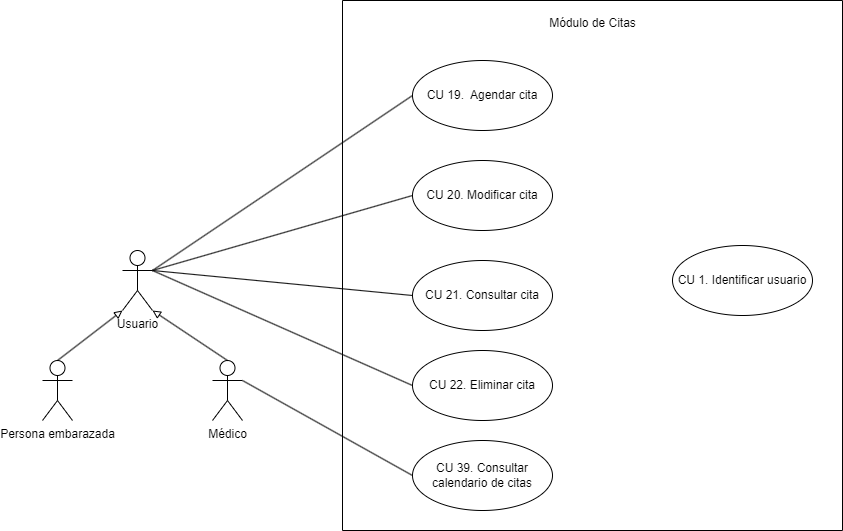 Módulo de Citas
CU 19. Agendar cita
CU 20. Modificar cita
CU 1. Identificar usuario
CU 21. Consultar cita
Usuario
CU 22. Eliminar cita
Persona embarazada
Médico
CU 39. Consultar
calendario de citas